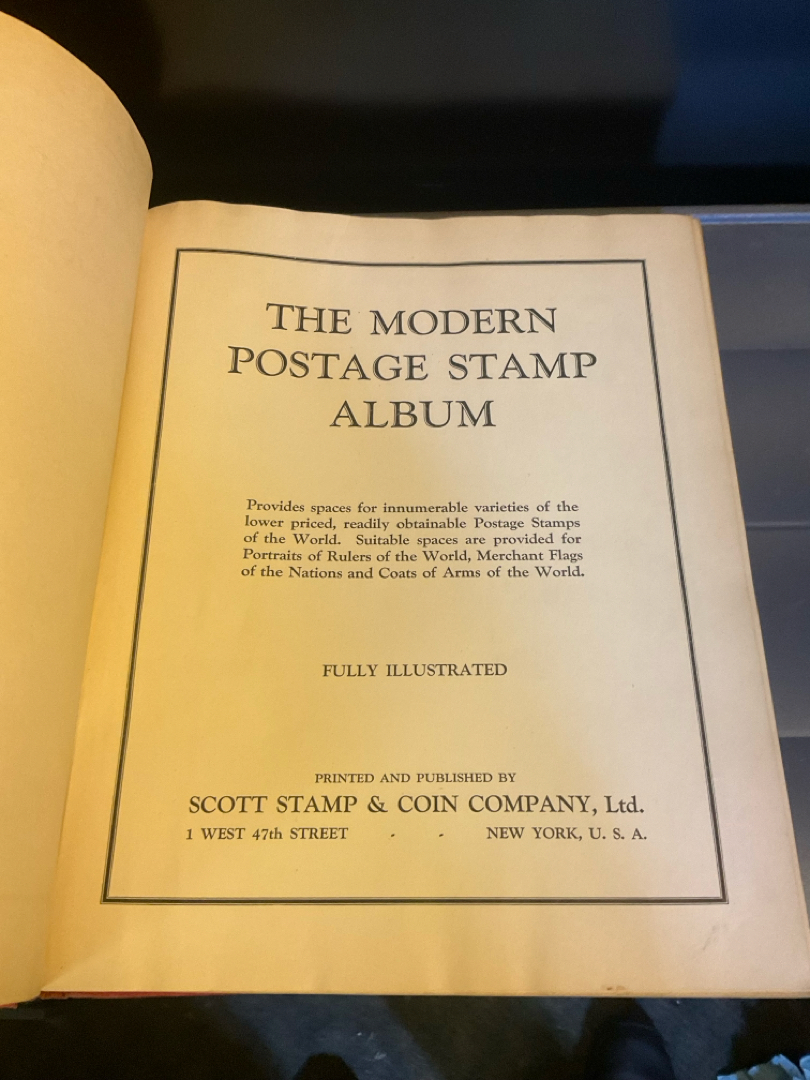 THE MODERN
POSTAGE STAMP
ALBUM
Provides spaces for innumerable varieties of the
lower priced, readily obtainable Postage Stamps
of the World. Suitable spaces are provided for
Portraits of Rulers of the World, Merchant Flags
of the Nations and Coats of Arms of the World.
FULLY ILLUSTRATED
PRINTED AND PUBLISHED BY
SCOTT STAMP & COIN COMPANY, Ltd.
1 WEST 47th STREET - - NEW YORK, U. S. A.